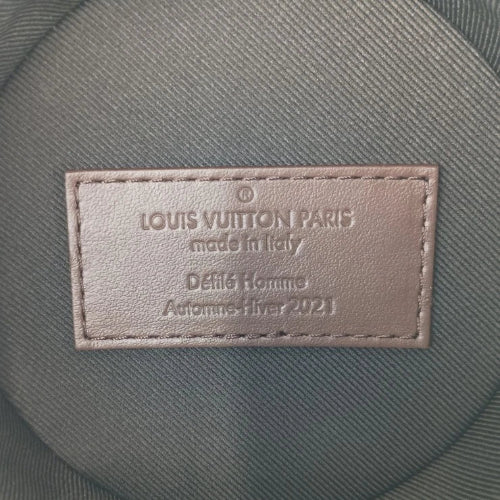 ®
LOUIS VUITTON PARIS
made in Italy
Défilé Homme
Automne-Hiver 2021